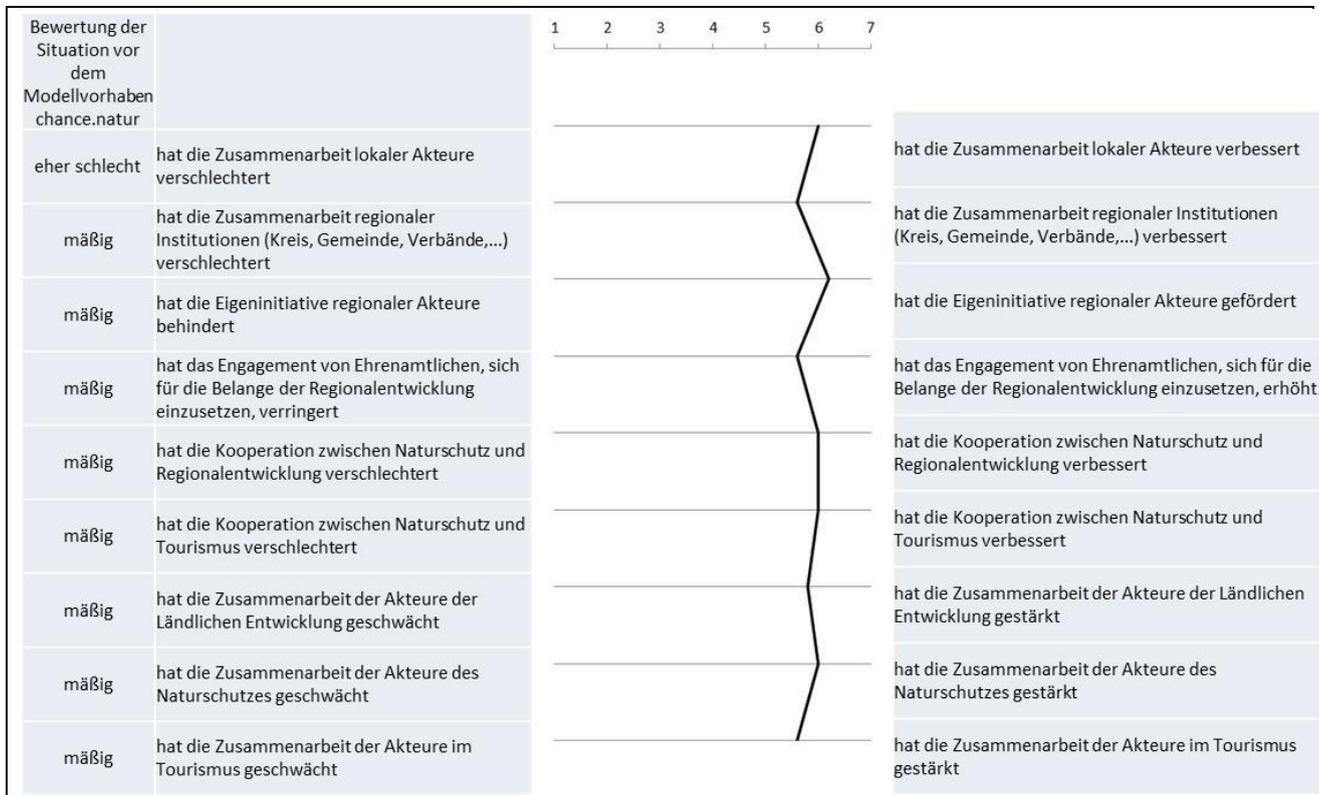 Bewertung der
Situation vor
dem
Modellvorhaben
chance.natur
1 2 3 4 5 6 7
eher schlecht
hat die Zusammenarbeit lokaler Akteure
verschlechtert
hat die Zusammenarbeit lokaler Akteure verbessert
mäßig
hat die Zusammenarbeit regionaler
Institutionen (Kreis, Gemeinde, Verbände,...)
verschlechtert
hat die Zusammenarbeit regionaler Institutionen
(Kreis, Gemeinde, Verbände,...) verbessert
mäßig
hat die Eigeninitiative regionaler Akteure
behindert
hat die Eigeninitiative regionaler Akteure gefördert
mäßig
hat das Engagement von Ehrenamtlichen, sich
für die Belange der Regionalentwicklung
einzusetzen, verringert
hat das Engagement von Ehrenamtlichen, sich für die
Belange der Regionalentwicklung einzusetzen, erhöht
mäßig
hat die Kooperation zwischen Naturschutz und
Regionalentwicklung verschlechtert
hat die Kooperation zwischen Naturschutz und
Regionalentwicklung verbessert
mäßig
hat die Kooperation zwischen Naturschutz und
Tourismus verschlechtert
hat die Kooperation zwischen Naturschutz und
Tourismus verbessert
mäßig
hat die Zusammenarbeit der Akteure der
Ländlichen Entwicklung geschwächt
hat die Zusammenarbeit der Akteure der Ländlichen
Entwicklung gestärkt
mäßig
hat die Zusammenarbeit der Akteure des
Naturschutzes geschwächt
hat die Zusammenarbeit der Akteure des
Naturschutzes gestärkt
mäßig
hat die Zusammenarbeit der Akteure im
Tourismus geschwächt
hat die Zusammenarbeit der Akteure im Tourismus
gestärkt